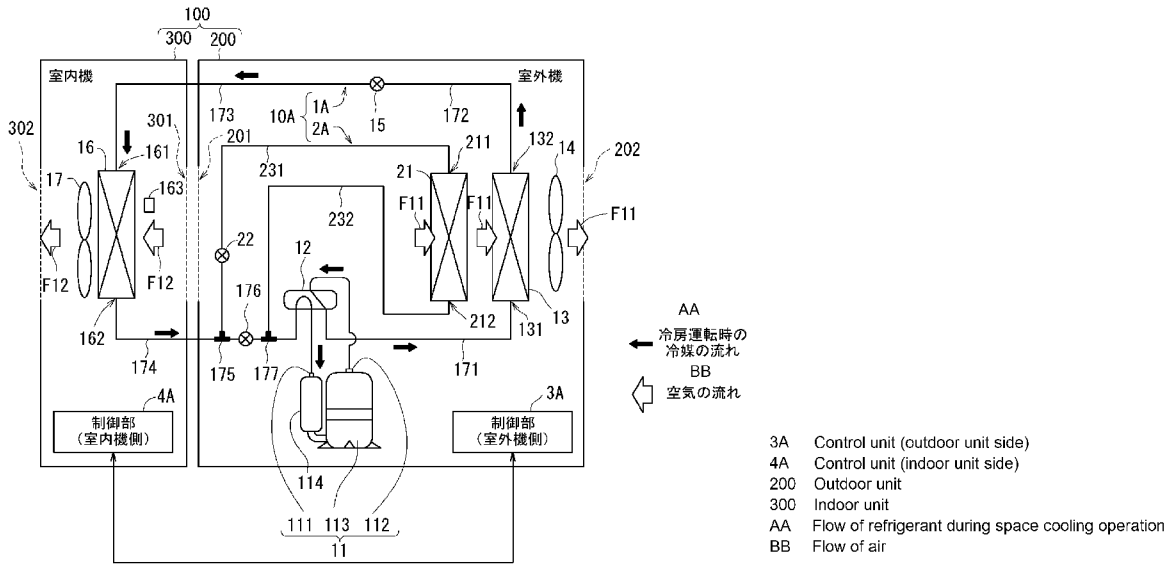 100
300 200
室内機
室外機
173
10A
1A
2A
15
172
302
301
201
16
161
17
163
231
232
211
21
132
14
202
F11
F11
F11
F12
F12
22
12
176
162
174
175
177
171
212
131
13
4A
制御部
(室内機側)
3A
制御部
(室外機側)
114
111 113 112
11
AA
冷房運転時の
冷媒の流れ
BB
空気の流れ
3A Control unit (outdoor unit side)
4A Control unit (indoor unit side)
200 Outdoor unit
300 Indoor unit
AA Flow of refrigerant during space cooling operation
BB Flow of air